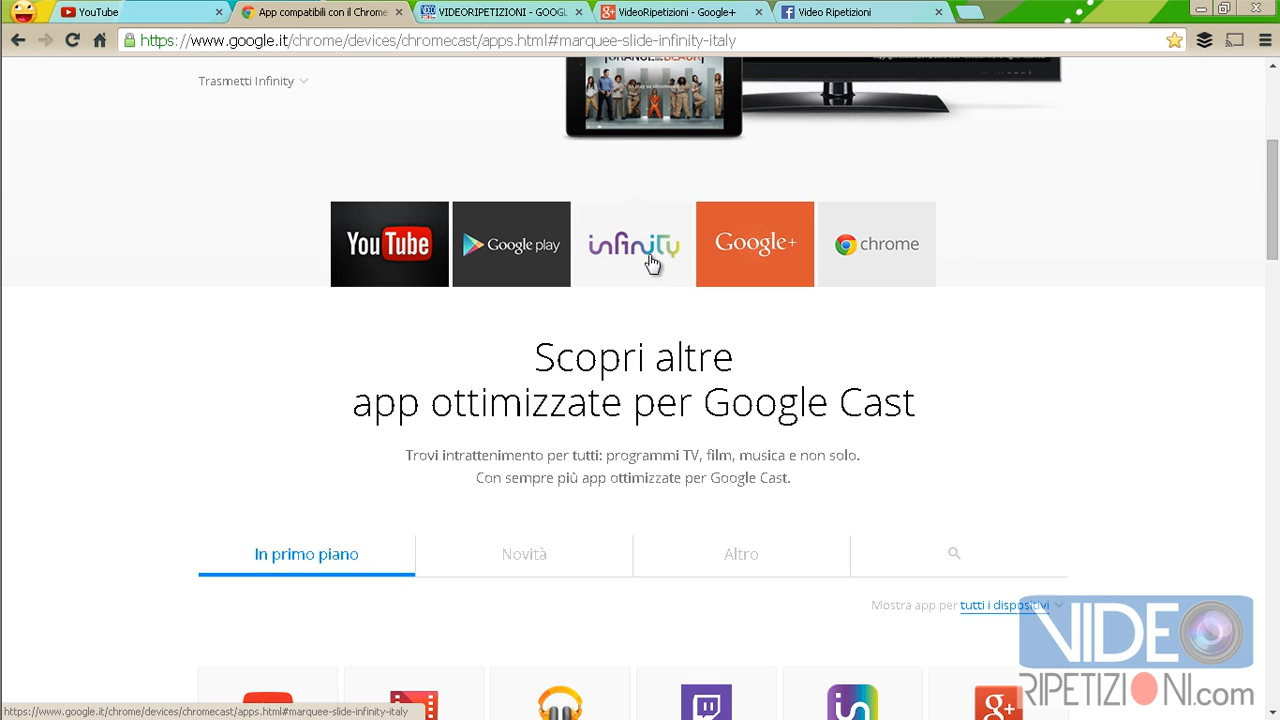 YouTube
App compatibili con il Chrome
VIDEORIPETIZIONI - GOOGL
VideoRipetizioni - Google+
Video Ripetizioni
https://www.google.it/chrome/devices/chromecast/apps.html#marquee-slide-infinity-italy
Trasmetti Infinity
YouTube
Google play
infinity
Google+
chrome
Scopri altre
app ottimizzate per Google Cast
Trovi intrattenimento per tutti: programmi TV, film, musica e non solo.
Con sempre più app ottimizzate per Google Cast.
In primo piano
Novità
Altro
Mostra app per tutti i dispositivi
VIDEO
RIPETIZIONI.com
https://www.google.it/chrome/devices/chromecast/apps.html#marquee-slide-infinity-italy